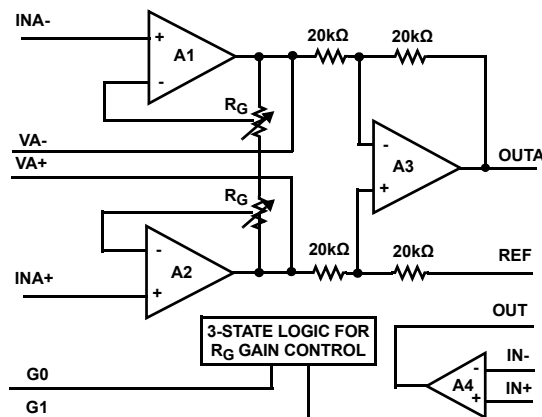 INA-
+
A1
-
20kΩ
20kΩ
RG
VA-
VA+
-
A3
+
OUTA
RG
-
A2
+
INA+
20kΩ
20kΩ
REF
3-STATE LOGIC FOR
RG GAIN CONTROL
OUT
IN-
-
A4
+
IN+
G0
G1